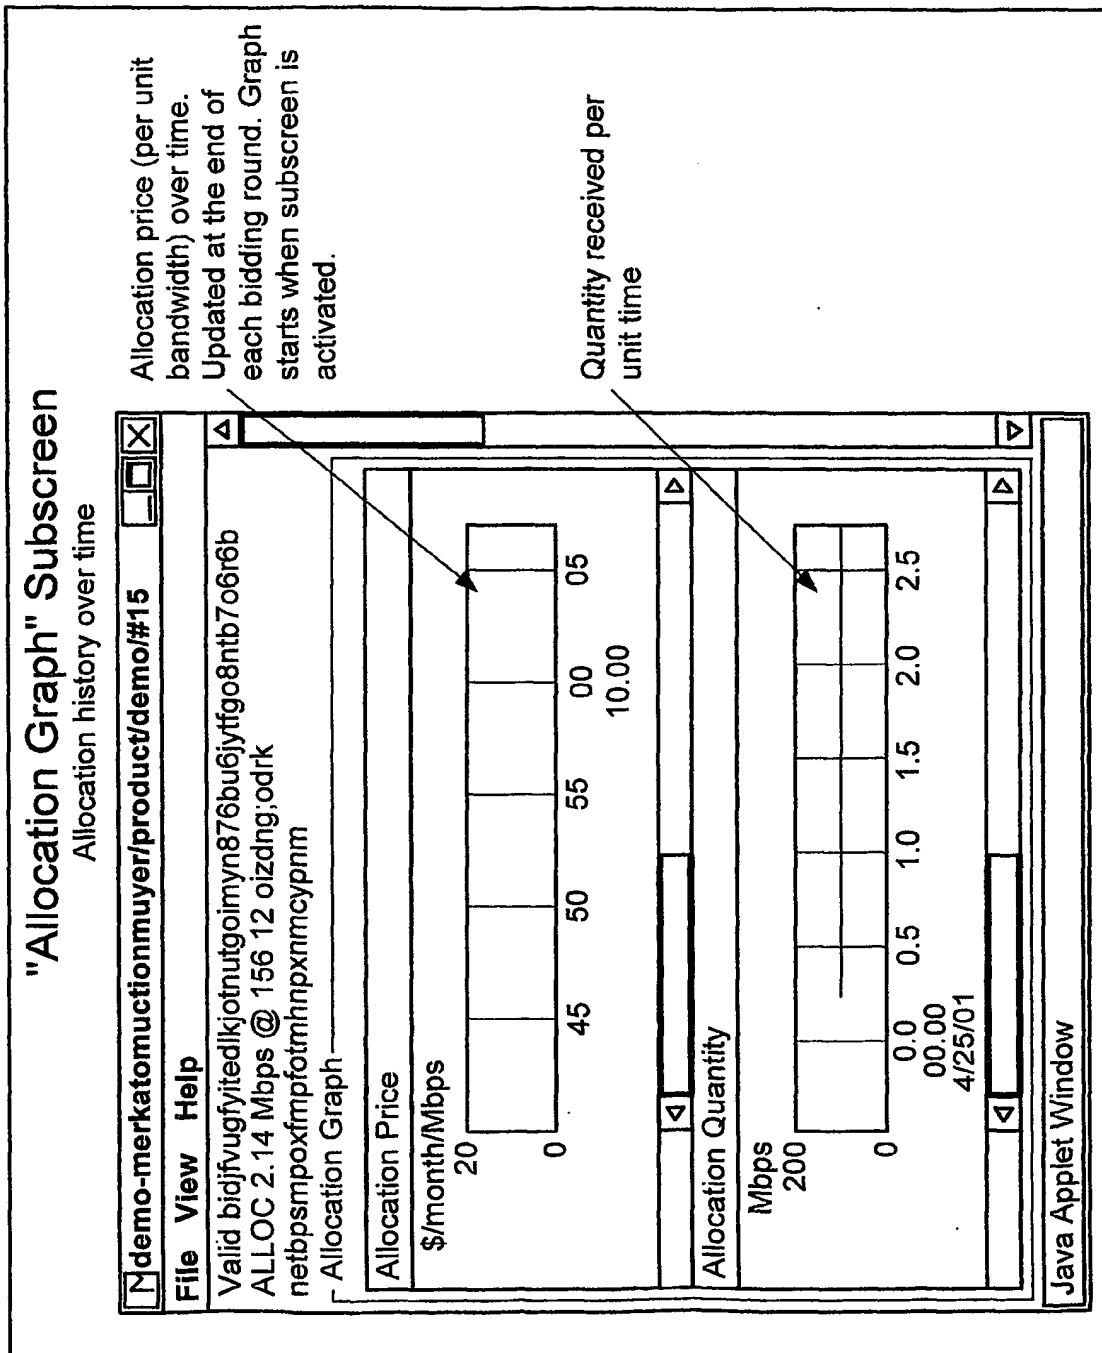 "Allocation Graph" Subscreen
Allocation history over time
M demo-merkatomuctionmuyer/product/demo/#15
File View Help
Valid bidjfvugfyitedlkjotnutgoimyn876bu6jytfgo8ntb7o6r6b
ALLOC 2.14 Mbps @ 156 12 oizdng;odrk
netbpsmpoxfmpfotmhnpxnmcypnm
Allocation Graph
Allocation Price
$/month/Mbps
20
0
45 50 55 00 05
10.00
Allocation Quantity
Mbps
200
0
0.0 0.5 1.0 1.5 2.0 2.5
00.00
4/25/01
Java Applet Window
Allocation price (per unit
bandwidth) over time.
Updated at the end of
each bidding round. Graph
starts when subscreen is
activated.
Quantity received per
unit time